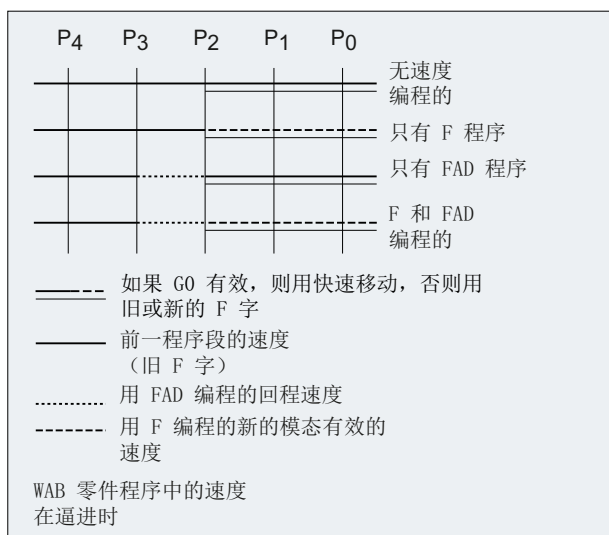 P4 P3 P2 P1 P0
无速度
编程的
只有 F 程序
只有 FAD 程序
F 和 FAD
编程的
如果 G0 有效，则用快速移动，否则用
旧或新的 F 字
前一程序段的速度
（旧 F 字）
用 FAD 编程的回程速度
用 F 编程的新的模态有效的
速度
WAB 零件程序中的速度
在逼进时